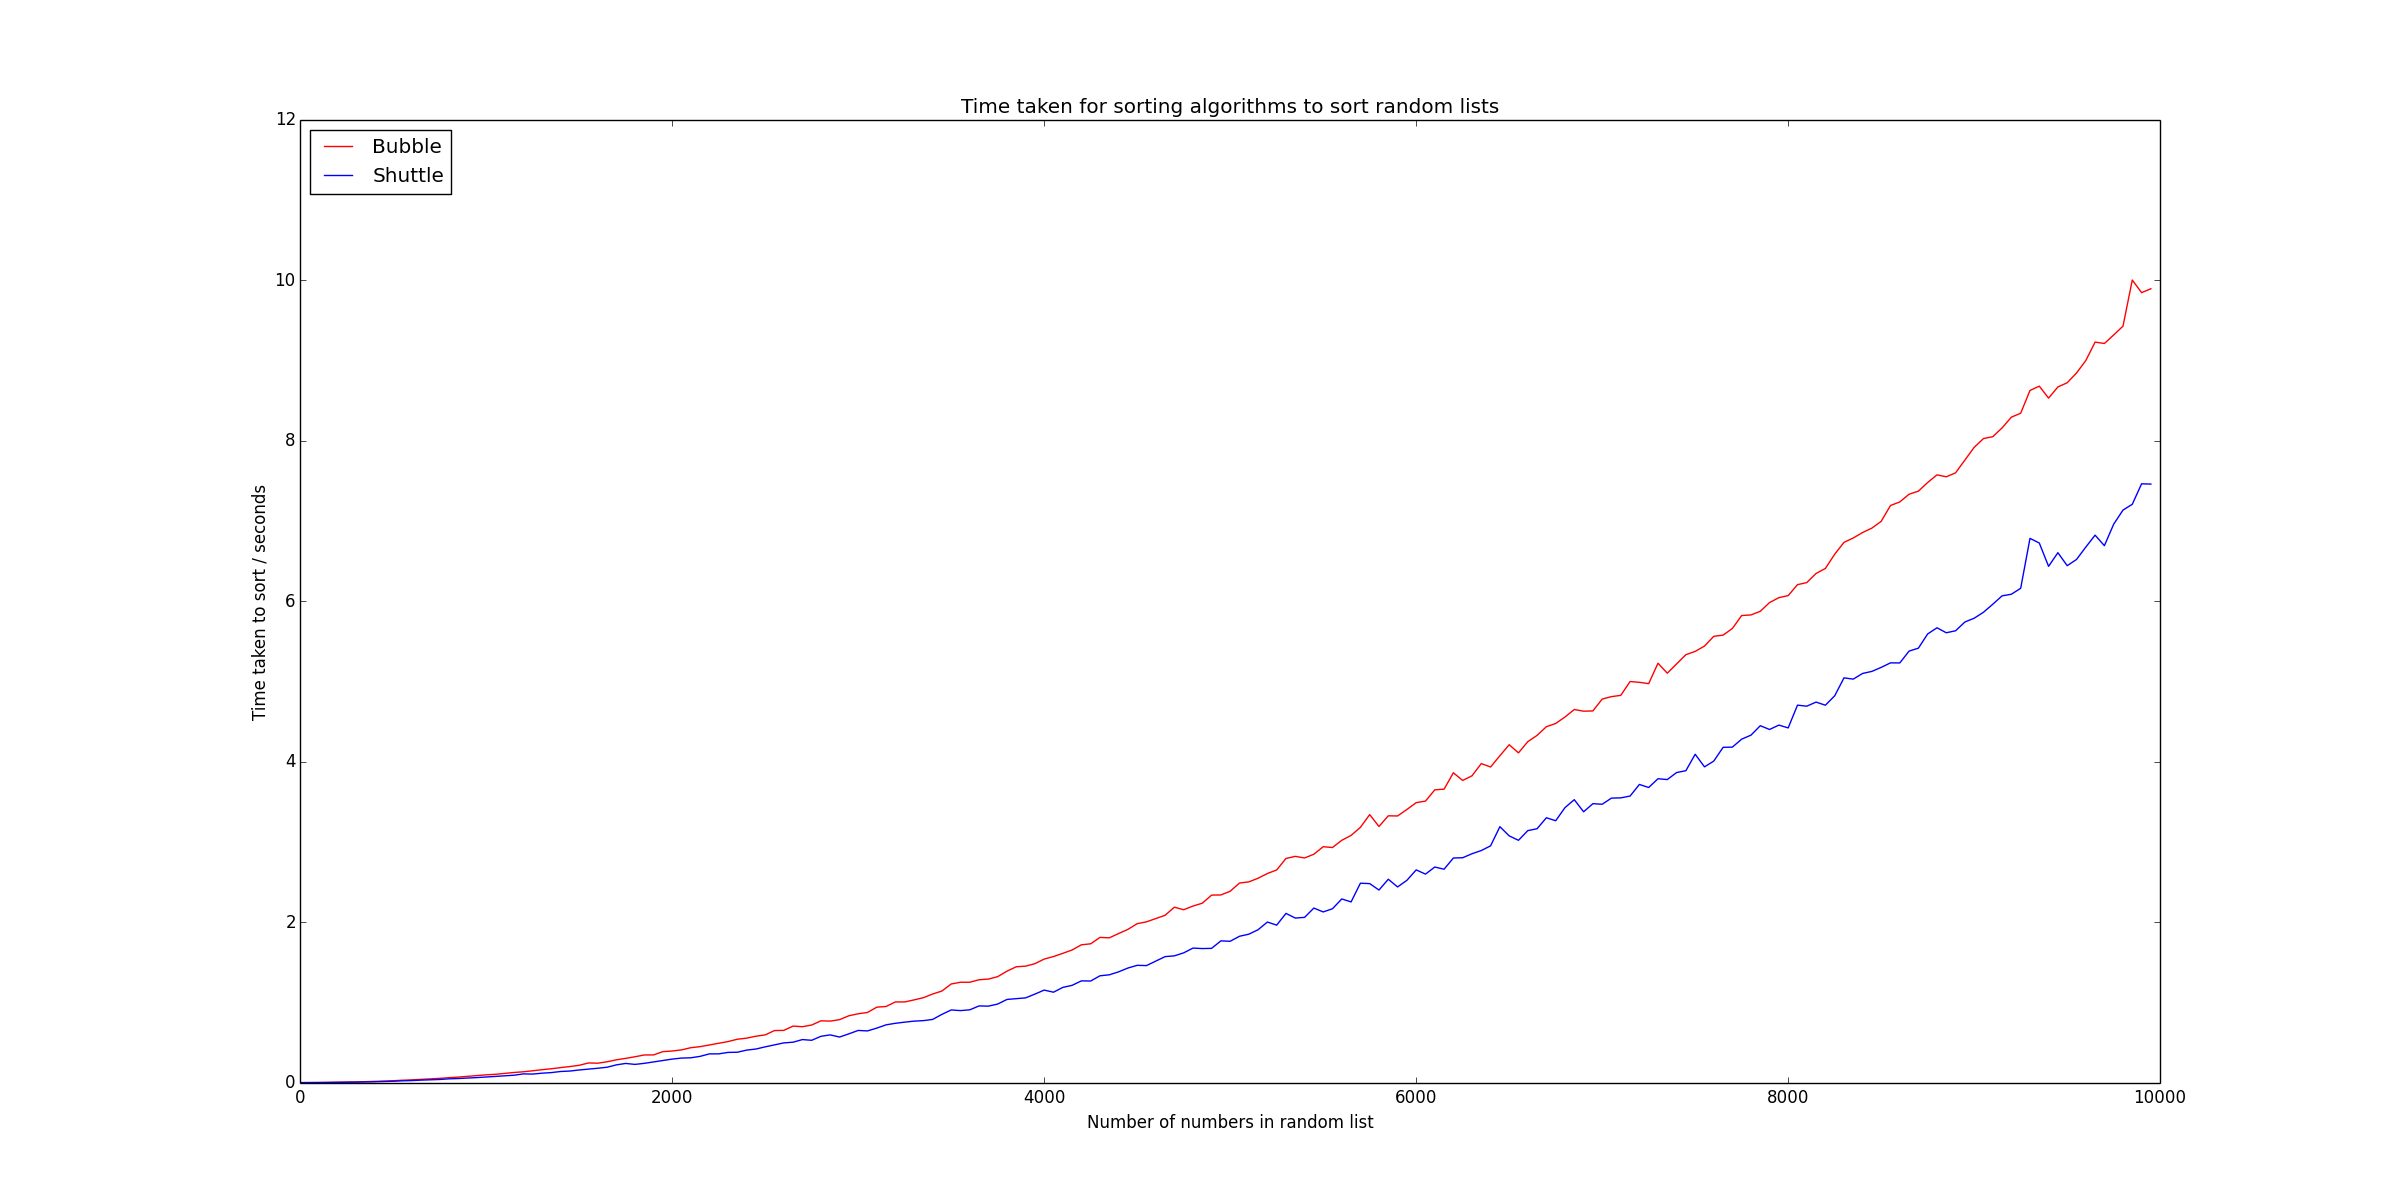 Time taken for sorting algorithms to sort random lists
12
Bubble
Shuttle
10
8
6
4
2
0
Time taken to sort / seconds
0 2000 4000 6000 8000 10000
Number of numbers in random list